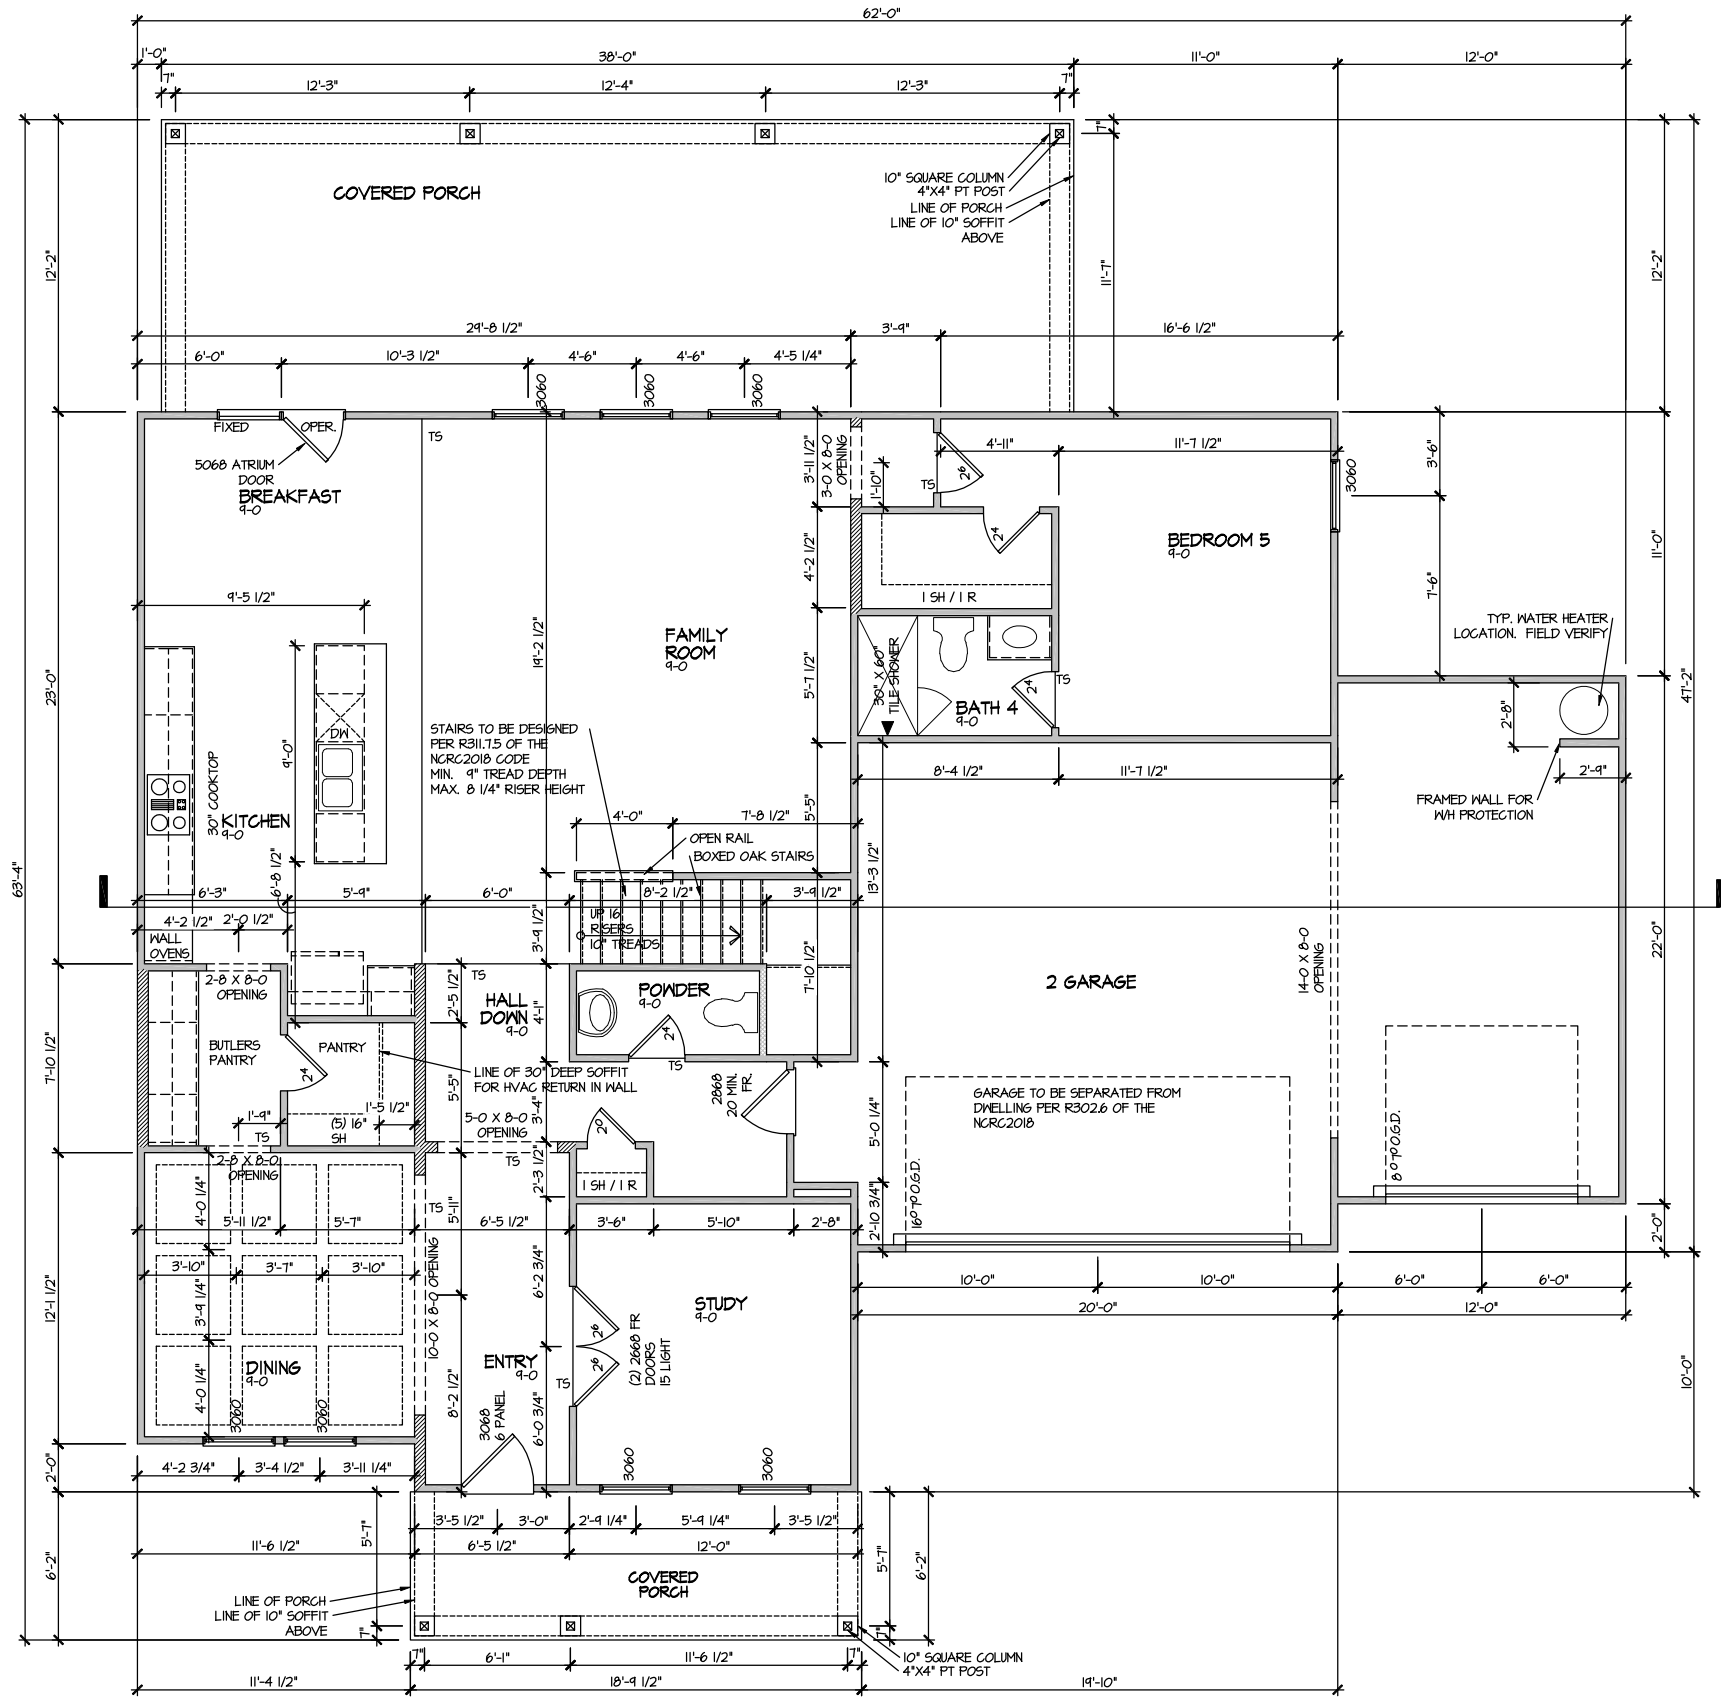 62'-0"
1'-0"
38'-0"
11'-0"
12'-0"
7"
12'-3"
12'-4"
12'-3"
7"
7"
COVERED PORCH
10" SQUARE COLUMN
4"X4" PT POST
LINE OF PORCH
LINE OF 10" SOFFIT
ABOVE
12'-2"
11'-7"
12'-2"
29'-8 1/2"
3'-9"
16'-6 1/2"
6'-0"
10'-3 1/2"
4'-6"
4'-6"
4'-5 1/4"
3060
3060
3060
FIXED
OPER.
TS
5068 ATRIUM
DOOR
BREAKFAST
9-0
3'-11 1/2"
3-0 X 8-0
OPENING
1'-10"
TS
2⁶
4'-11"
11'-7 1/2"
3060
3'-6"
2⁴
BEDROOM 5
9-0
4'-2 1/2"
1 SH / 1 R
7'-6"
11'-0"
9'-5 1/2"
19'-2 1/2"
FAMILY
ROOM
9-0
TYP. WATER HEATER
LOCATION. FIELD VERIFY
23'-0"
5'-7 1/2"
30" X 60"
TILE SHOWER
2⁴
TS
BATH 4
9-0
47'-2"
2'-8"
STAIRS TO BE DESIGNED
PER R311.7.5 OF THE
NCRC2018 CODE
MIN. 9" TREAD DEPTH
MAX. 8 1/4" RISER HEIGHT
DW
9'-0"
30" COOKTOP
KITCHEN
9-0
8'-4 1/2"
11'-7 1/2"
2'-9"
FRAMED WALL FOR
W/H PROTECTION
4'-0"
7'-8 1/2"
5'-5"
OPEN RAIL
BOXED OAK STAIRS
13'-3 1/2"
63'-4"
6'-8 1/2"
6'-3"
5'-9"
6'-0"
8'-2 1/2"
3'-9 1/2"
4'-2 1/2"
2'-0 1/2"
UP 16
RISERS
10" TREADS
3'-9 1/2"
WALL
OVENS
2-8 X 8-0
OPENING
TS
2'-5 1/2"
HALL
DOWN
9-0
4'-1"
POWDER
9-0
2⁴
TS
7'-10 1/2"
2 GARAGE
14-0 X 8-0
OPENING
22'-0"
7'-10 1/2"
BUTLERS
PANTRY
PANTRY
2⁴
LINE OF 30" DEEP SOFFIT
FOR HVAC RETURN IN WALL
5'-5"
2868
20 MIN.
FR.
GARAGE TO BE SEPARATED FROM
DWELLING PER R302.6 OF THE
NCRC2018
1'-9"
1'-5 1/2"
(5) 16"
SH
TS
5-0 X 8-0
OPENING
3'-4"
2⁰
5'-0 1/4"
8⁰7⁰O.G.D.
2-8 X 8-0
OPENING
TS
2'-3 1/2"
1 SH / 1 R
16⁰7⁰O.G.D.
4'-0 1/4"
TS
5'-11"
5'-11 1/2"
5'-7"
6'-5 1/2"
3'-6"
5'-10"
2'-8"
2'-10 3/4"
2'-0"
3'-10"
3'-7"
3'-10"
10-0 X 8-0 OPENING
6'-2 3/4"
10'-0"
10'-0"
6'-0"
6'-0"
12'-1 1/2"
3'-9 1/4"
STUDY
9-0
20'-0"
12'-0"
2⁶
2⁶
(2) 2668 FR
DOORS
15 LIGHT
DINING
9-0
4'-0 1/4"
ENTRY
9-0
TS
10'-0"
8'-2 1/2"
3068
6 PANEL
6'-0 3/4"
3060
3060
3060
3060
2'-0"
4'-2 3/4"
3'-4 1/2"
3'-11 1/4"
5'-7"
3'-5 1/2"
3'-0"
2'-9 1/4"
5'-9 1/4"
3'-5 1/2"
11'-6 1/2"
6'-5 1/2"
12'-0"
5'-7"
6'-2"
6'-2"
COVERED
PORCH
LINE OF PORCH
LINE OF 10" SOFFIT
ABOVE
7"
7"
10" SQUARE COLUMN
4"X4" PT POST
7"
6'-1"
11'-6 1/2"
7"
11'-4 1/2"
18'-9 1/2"
19'-10"